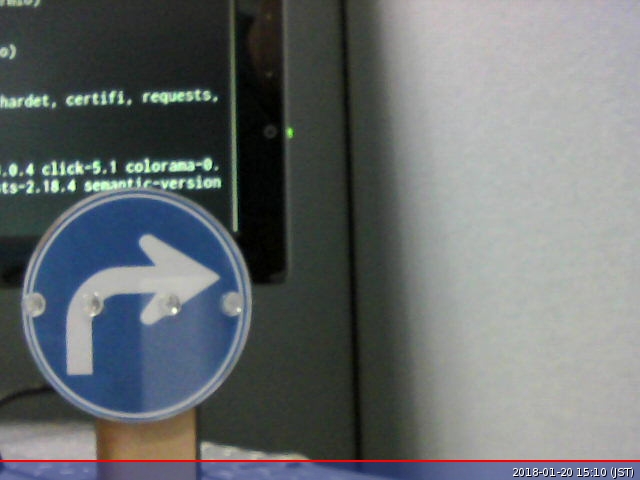 o)
hardet, certifi, requests,
.0.4 click-5.1 colorama-0.
ts-2.18.4 semantic-version
2018-01-20 15:10 (JST)